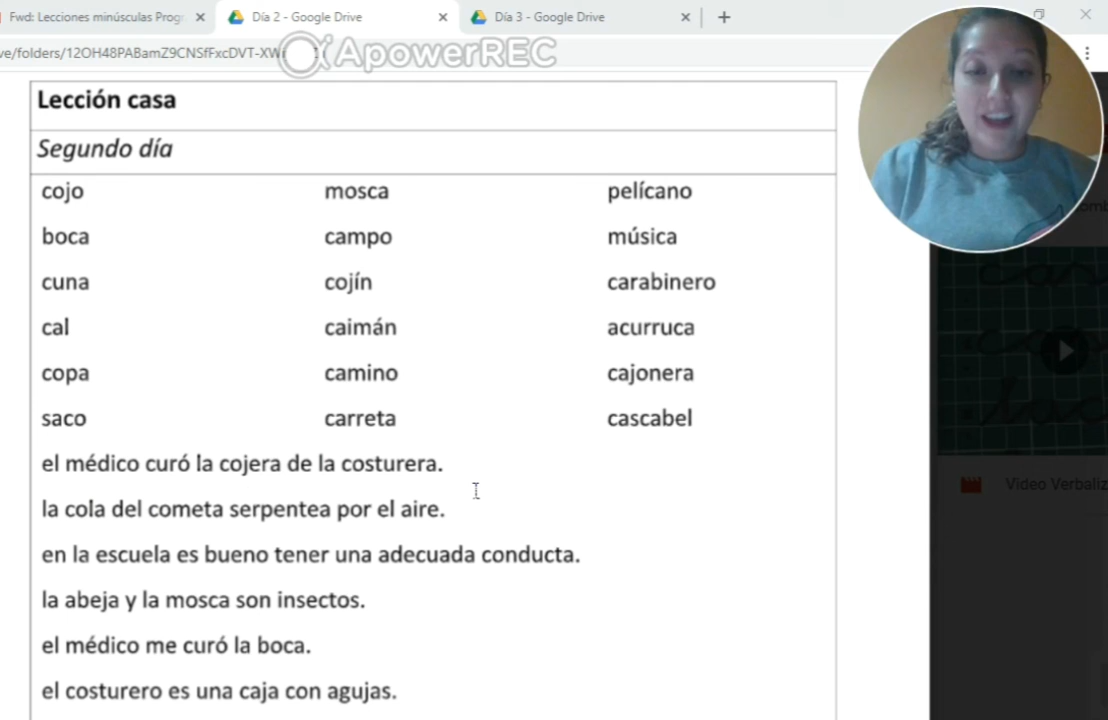 Fwd: Lecciones minúsculas Prog
Día 2 - Google Drive
Día 3 - Google Drive
ve/folders/12OH48PABamZ9CNSfFxcDVT-XW
ApowerREC
Lección casa
Segundo día
cojo mosca pelícano
boca campo música
cuna cojín carabinero
cal caimán acurruca
copa camino cajonera
saco carreta cascabel
el médico curó la cojera de la costurera.
la cola del cometa serpentea por el aire.
en la escuela es bueno tener una adecuada conducta.
la abeja y la mosca son insectos.
el médico me curó la boca.
el costurero es una caja con agujas.
Video Verbaliz